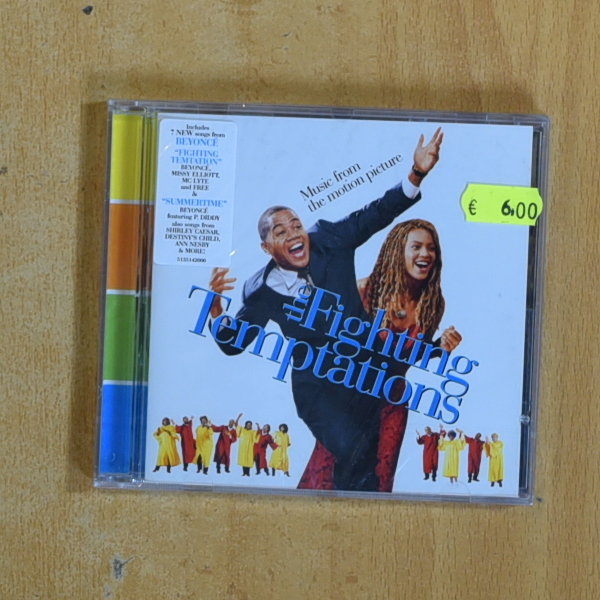 Includes
7 NEW songs from
BEYONCÉ
"FIGHTING
TEMTATION"
BEYONCÉ,
MISSY ELLIOTT,
MC LYTE
and FREE
&
"SUMMERTIME"
BEYONCÉ
featuring P. DIDDY
also songs from
SHIRLEY CAESAR,
DESTINY'S CHILD,
ANN NESBY
& MORE!
5135142000
Music from
the motion picture
€ 6.00
the Fighting
Temptations